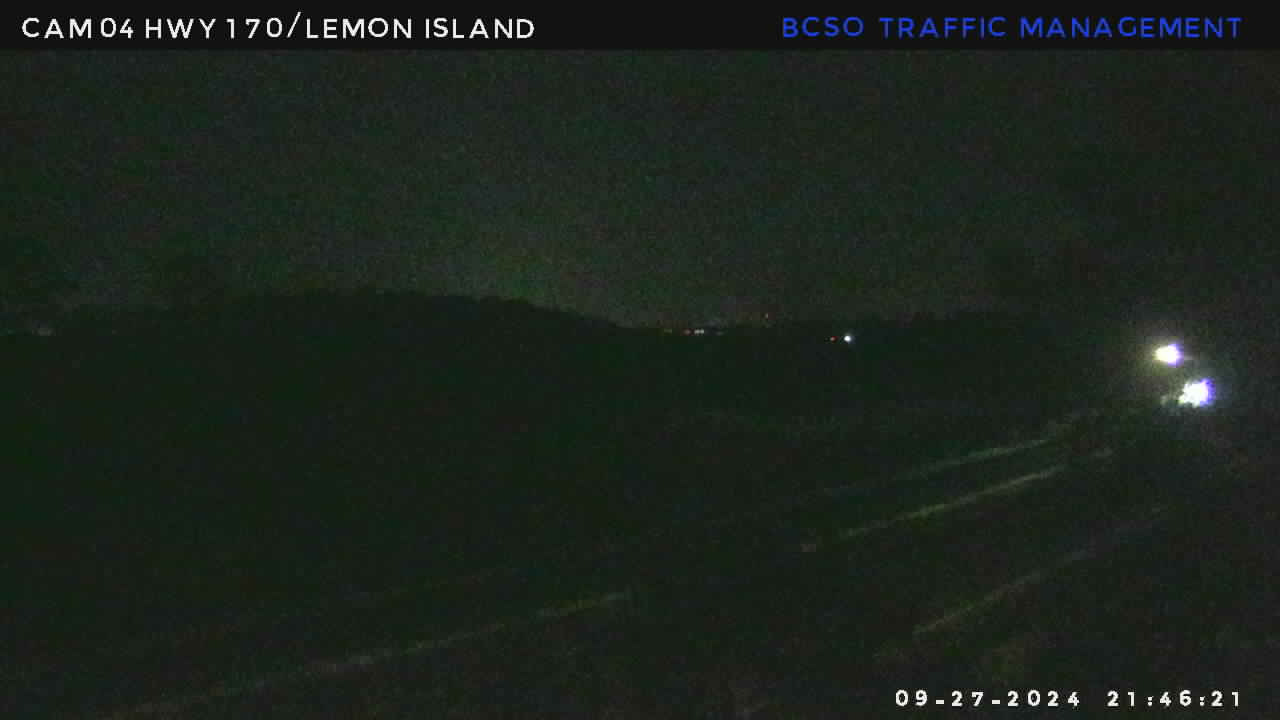 CAM04 HWY 170/LEMON ISLAND
BCSO TRAFFIC MANAGEMENT
09-27-2024 21:46:21